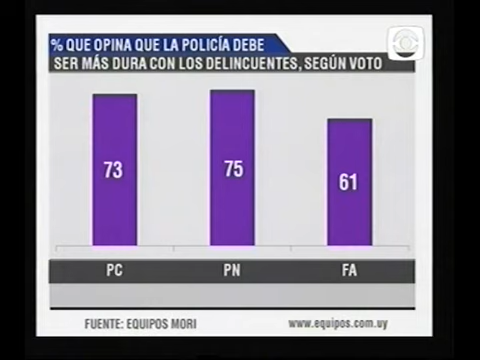 % QUE OPINA QUE LA POLICÍA DEBE
SER MÁS DURA CON LOS DELINCUENTES, SEGÚN VOTO
73
75
61
PC
PN
FA
FUENTE: EQUIPOS MORI
www.equipos.com.uy